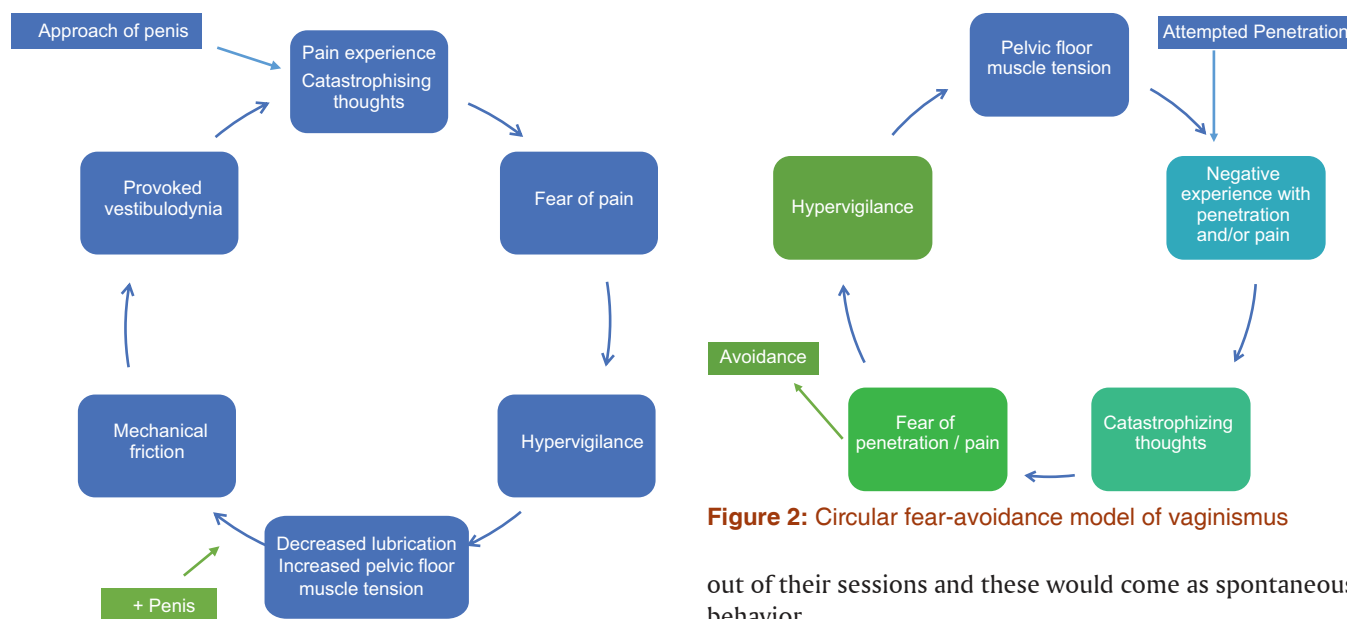 Approach of penis
Pain experience
Catastrophising
thoughts
Fear of pain
Hypervigilance
Decreased lubrication
Increased pelvic floor
muscle tension
+ Penis
Mechanical
friction
Provoked
vestibulodynia
Pelvic floor
muscle tension
Attempted Penetration
Negative
experience with
penetration
and/or pain
Catastrophizing
thoughts
Fear of
penetration / pain
Avoidance
Hypervigilance
Figure 2: Circular fear-avoidance model of vaginismus
out of their sessions and these would come as spontaneous
behavior